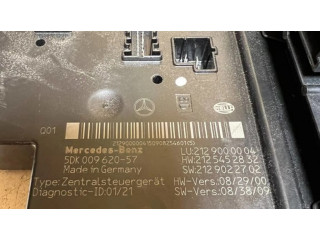 HELLA
001
Mercedes-Benz LU:212 900 00 04
5DK 009 620-57 HW:212 545 28 32
Made in Germany SW:212 902 27 02
Type:Zentralsteuergerät HW-Vers:08/29/00
Diagnostic-ID:01/21 SW-Vers:08/38/09